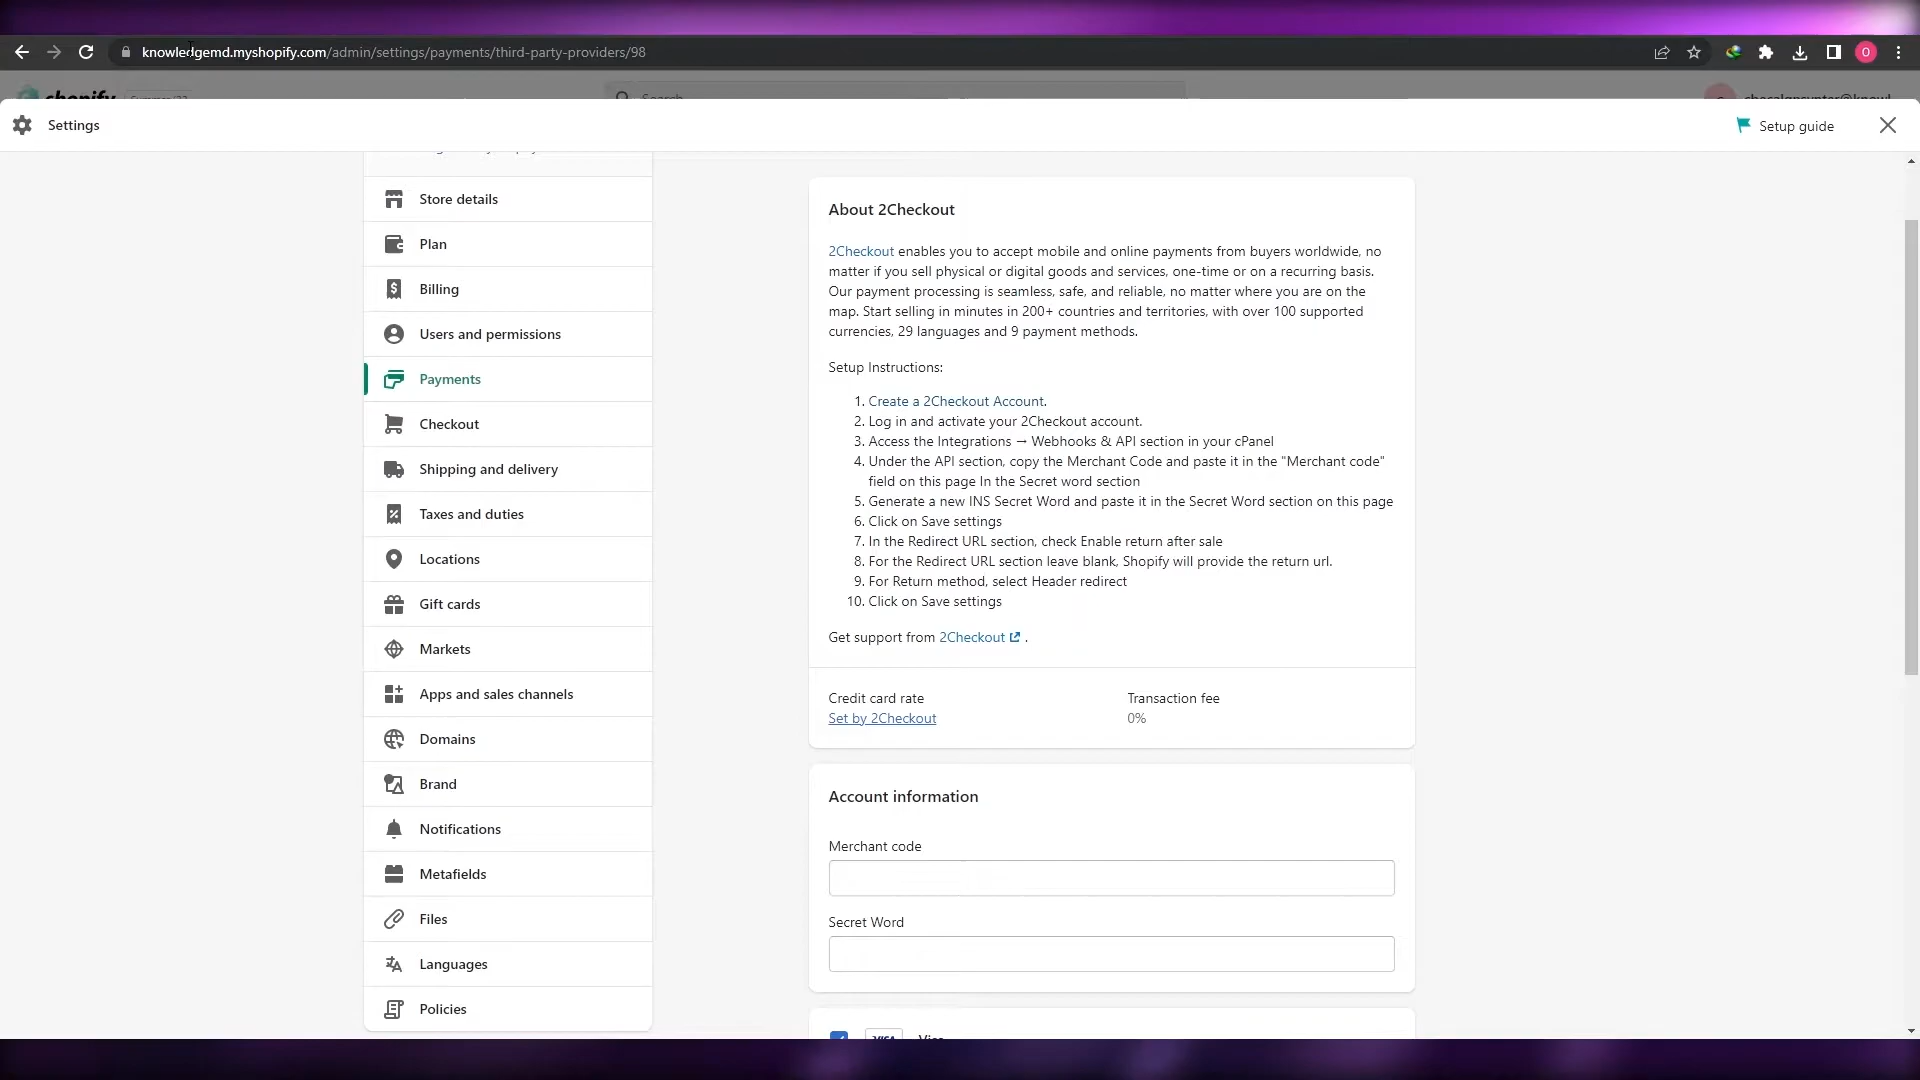 knowledgemd.myshopify.com/admin/settings/payments/third-party-providers/98
O
shopify
Search
Settings
Setup guide
Store details
Plan
Billing
Users and permissions
Payments
Checkout
Shipping and delivery
Taxes and duties
Locations
Gift cards
Markets
Apps and sales channels
Domains
Brand
Notifications
Metafields
Files
Languages
Policies
About 2Checkout
2Checkout enables you to accept mobile and online payments from buyers worldwide, no
matter if you sell physical or digital goods and services, one-time or on a recurring basis.
Our payment processing is seamless, safe, and reliable, no matter where you are on the
map. Start selling in minutes in 200+ countries and territories, with over 100 supported
currencies, 29 languages and 9 payment methods.
Setup Instructions:
1. Create a 2Checkout Account.
2. Log in and activate your 2Checkout account.
3. Access the Integrations → Webhooks & API section in your cPanel
4. Under the API section, copy the Merchant Code and paste it in the "Merchant code"
field on this page In the Secret word section
5. Generate a new INS Secret Word and paste it in the Secret Word section on this page
6. Click on Save settings
7. In the Redirect URL section, check Enable return after sale
8. For the Redirect URL section leave blank, Shopify will provide the return url.
9. For Return method, select Header redirect
10. Click on Save settings
Get support from 2Checkout .
Credit card rate
Set by 2Checkout
Transaction fee
0%
Account information
Merchant code
Secret Word
VISA Visa